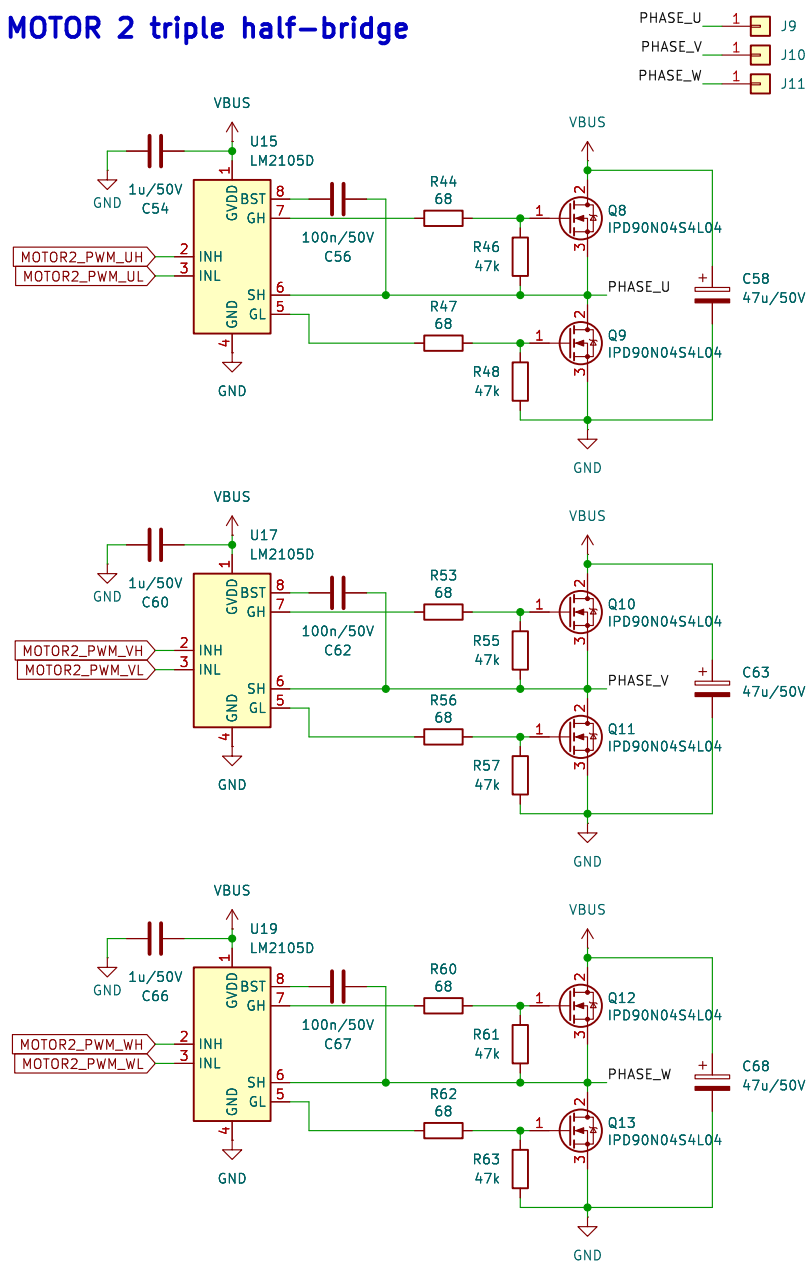 MOTOR 2 triple half-bridge
PHASE_U 1 J9
PHASE_V 1 J10
PHASE_W 1 J11
VBUS
U15
LM2105D
1u/50V
C54
GND
1
GVDD
BST 8
GH 7
MOTOR2_PWM_UH 2 INH
MOTOR2_PWM_UL 3 INL
SH 6
GL 5
GND
4
GND
100n/50V
C56
R44
68
R46
47k
R47
68
R48
47k
VBUS
2
1
3
Q8
IPD90N04S4L04
PHASE_U
2
1
3
Q9
IPD90N04S4L04
+
C58
47u/50V
GND
VBUS
U17
LM2105D
1u/50V
C60
GND
1
GVDD
BST 8
GH 7
MOTOR2_PWM_VH 2 INH
MOTOR2_PWM_VL 3 INL
SH 6
GL 5
GND
4
GND
100n/50V
C62
R53
68
R55
47k
R56
68
R57
47k
VBUS
2
1
3
Q10
IPD90N04S4L04
PHASE_V
2
1
3
Q11
IPD90N04S4L04
+
C63
47u/50V
GND
VBUS
U19
LM2105D
1u/50V
C66
GND
1
GVDD
BST 8
GH 7
MOTOR2_PWM_WH 2 INH
MOTOR2_PWM_WL 3 INL
SH 6
GL 5
GND
4
GND
100n/50V
C67
R60
68
R61
47k
R62
68
R63
47k
VBUS
2
1
3
Q12
IPD90N04S4L04
PHASE_W
2
1
3
Q13
IPD90N04S4L04
+
C68
47u/50V
GND